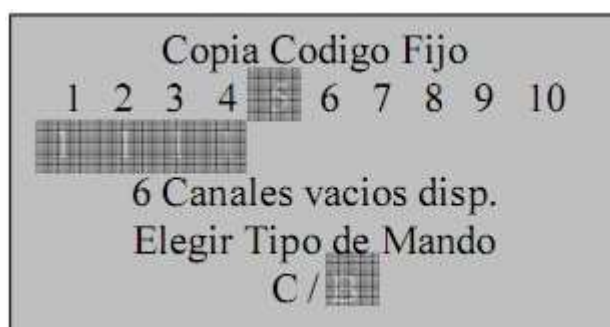 Copia Codigo Fijo
1 2 3 4 5 6 7 8 9 10
6 Canales vacios disp.
Elegir Tipo de Mando
C / B